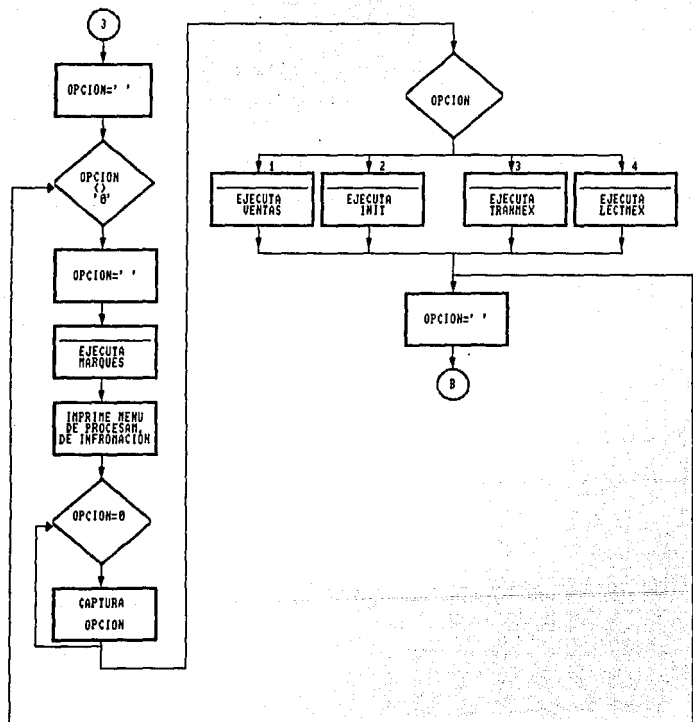 3
OPCION=' '
OPCION
<>
'0'
OPCION=' '
EJECUTA
MARQUES
IMPRIME MENU
DE PROCESAM.
DE INFROMACIÓN
OPCION=0
CAPTURA
OPCION
OPCION
1
2
3
4
EJECUTA
VENTAS
EJECUTA
INIT
EJECUTA
TRANMEX
EJECUTA
LECTMEX
OPCION=' '
B